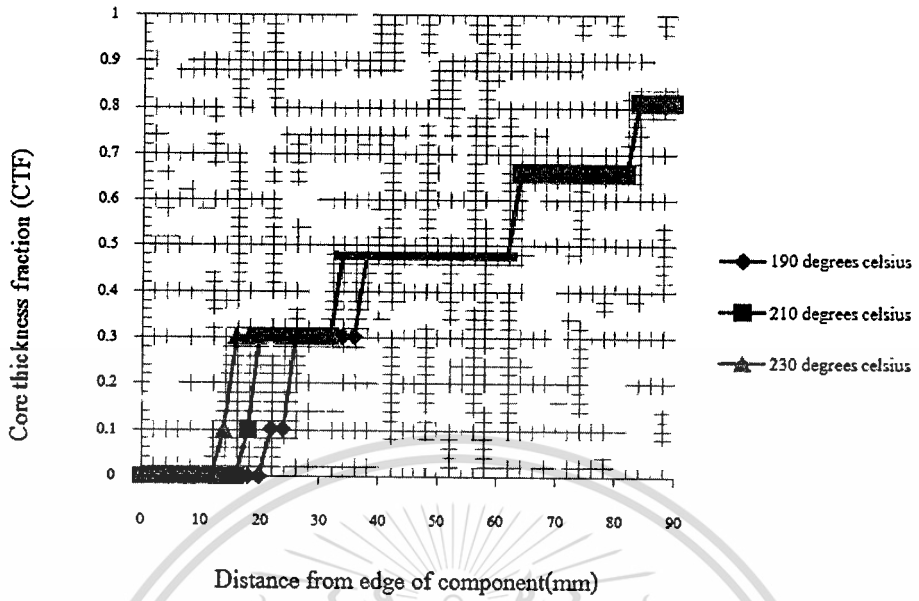 1
0.9
0.8
0.7
0.6
0.5
0.4
0.3
0.2
0.1
0
0 10 20 30 40 50 60 70 80 90
Core thickness fraction (CTF)
Distance from edge of component(mm)
190 degrees celsius
210 degrees celsius
230 degrees celsius